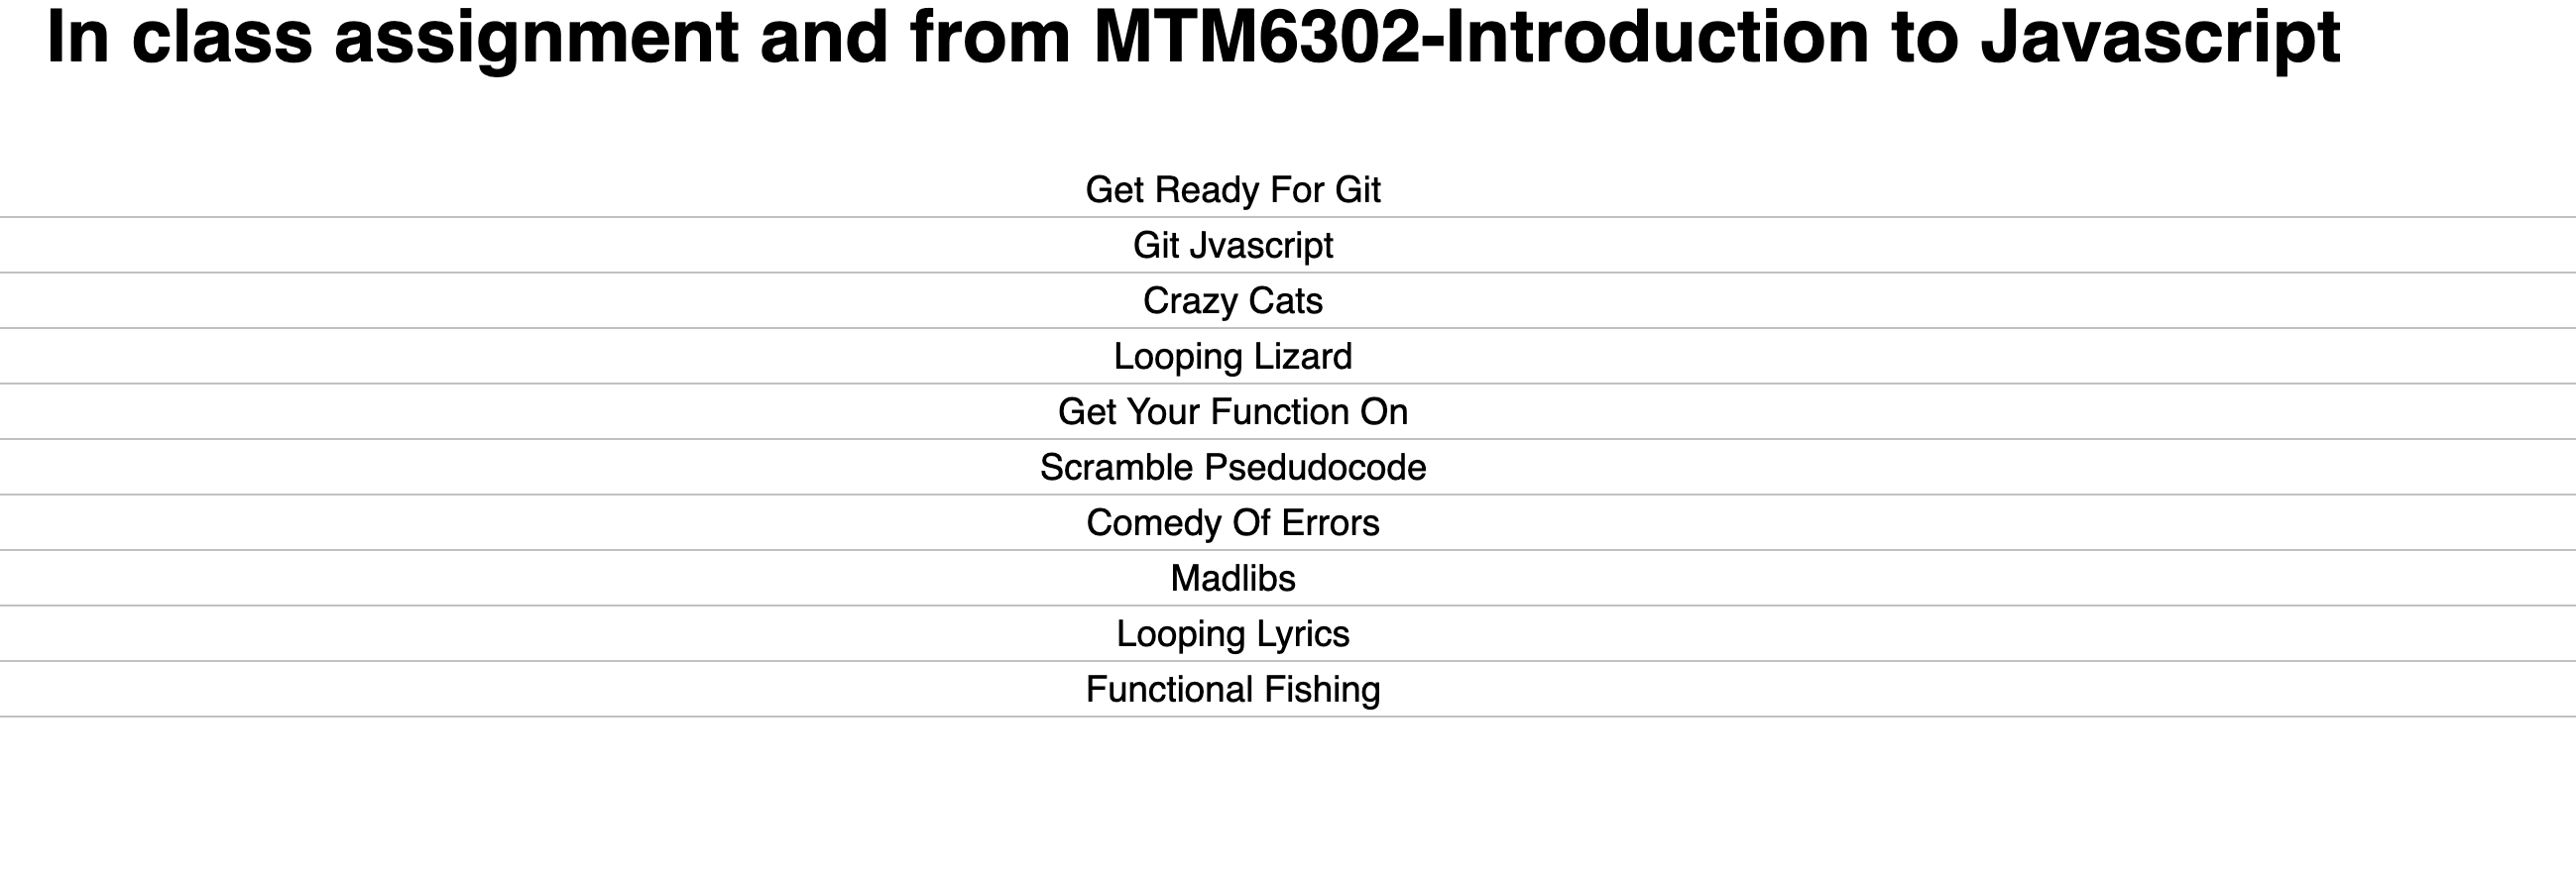 In class assignment and from MTM6302-Introduction to Javascript
Get Ready For Git
Git Jvascript
Crazy Cats
Looping Lizard
Get Your Function On
Scramble Psedudocode
Comedy Of Errors
Madlibs
Looping Lyrics
Functional Fishing